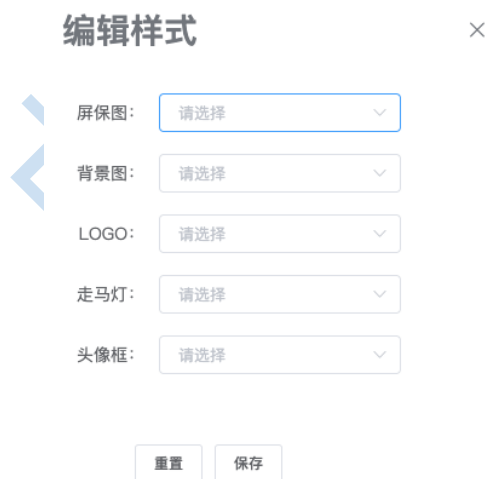 编辑样式
屏保图： 请选择
背景图： 请选择
LOGO： 请选择
走马灯： 请选择
头像框： 请选择
重置 保存